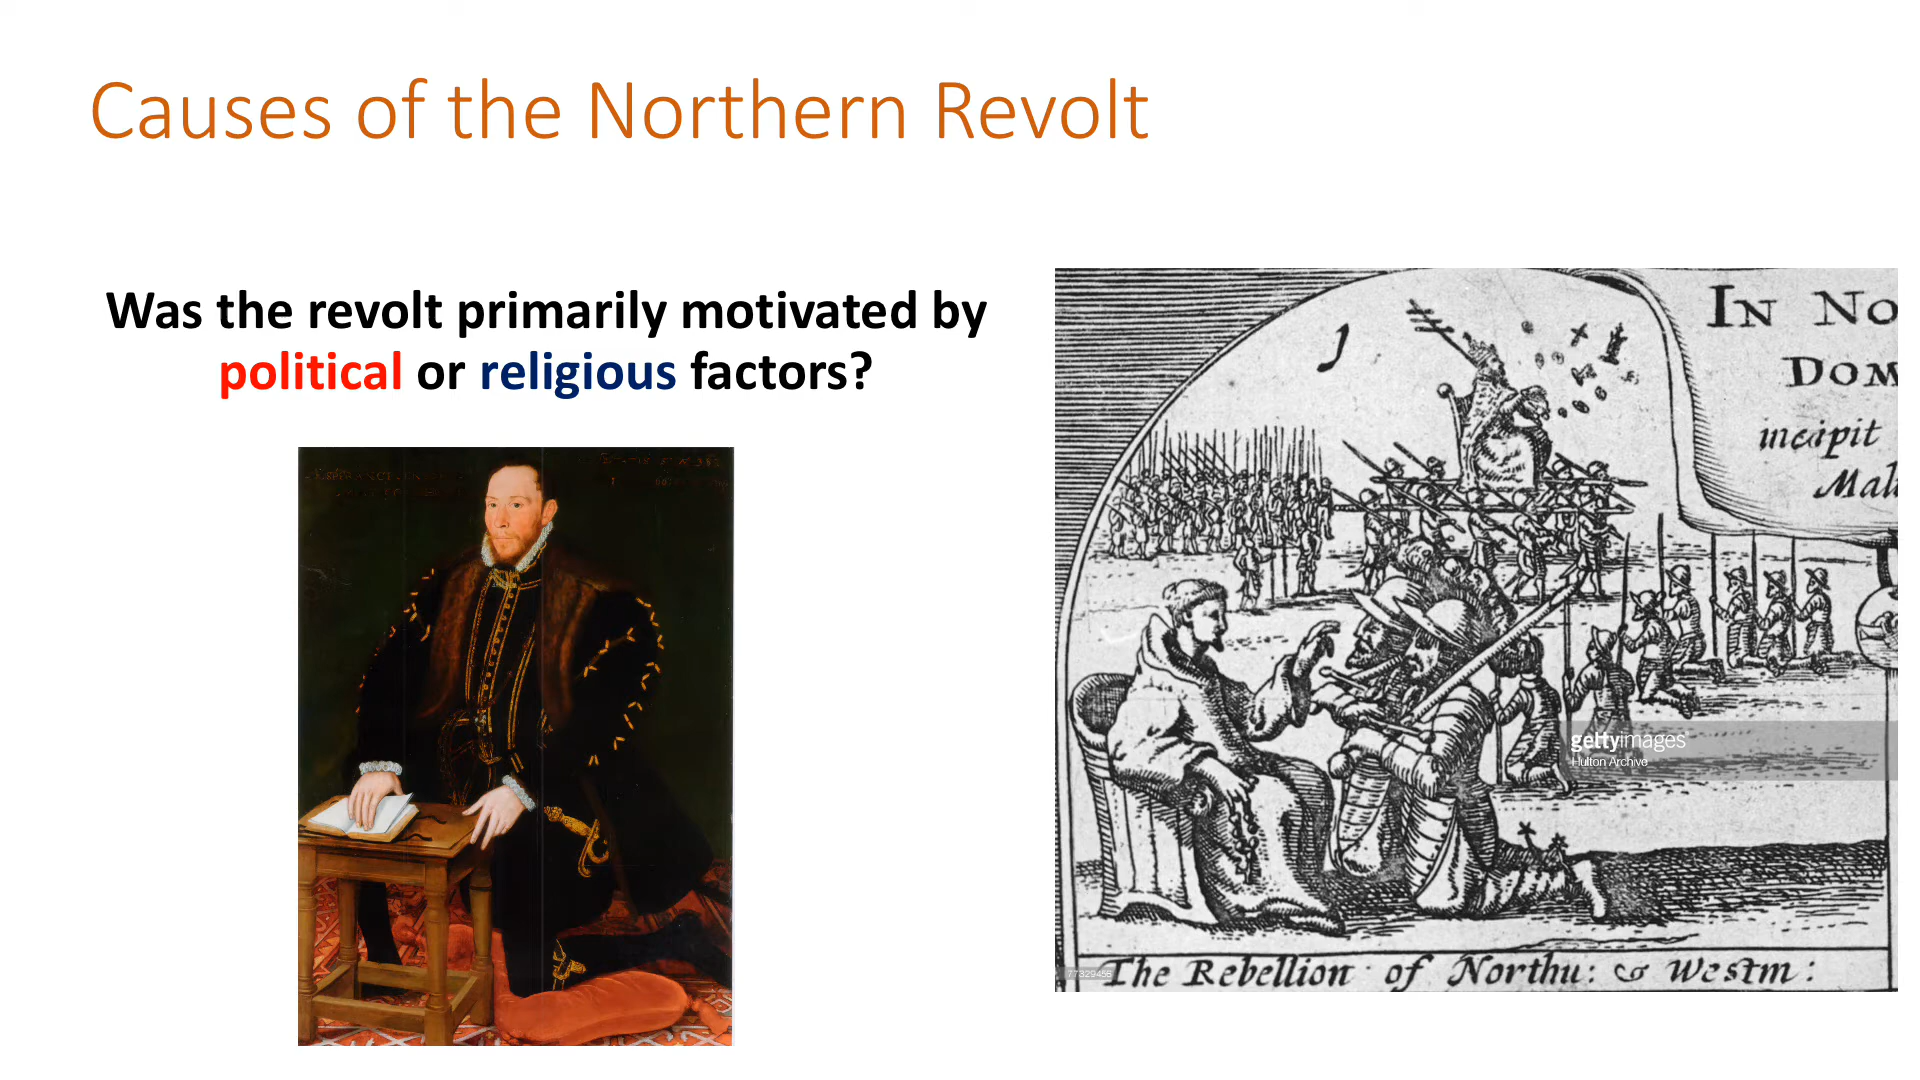 Causes of the Northern Revolt
Was the revolt primarily motivated by
political or religious factors?
IN NO
DOM
incipit
Mal
J
gettyimages
Hulton Archive
77329456
The Rebellion of Northu: & Westm: